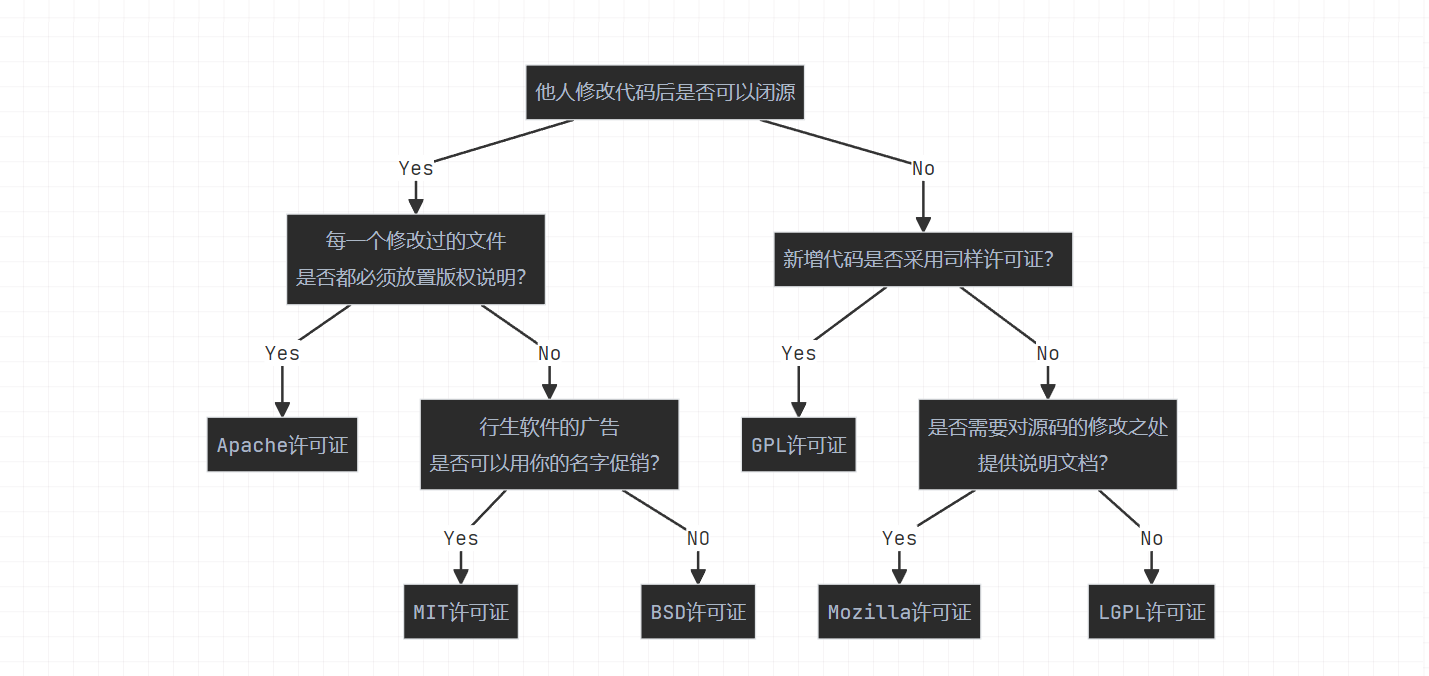 他人修改代码后是否可以闭源
Yes
No
每一个修改过的文件
是否都必须放置版权说明?
新增代码是否采用司样许可证?
Yes
No
Yes
No
Apache许可证
行生软件的广告
是否可以用你的名字促销?
GPL许可证
是否需要对源码的修改之处
提供说明文档?
Yes
NO
Yes
No
MIT许可证
BSD许可证
Mozilla许可证
LGPL许可证